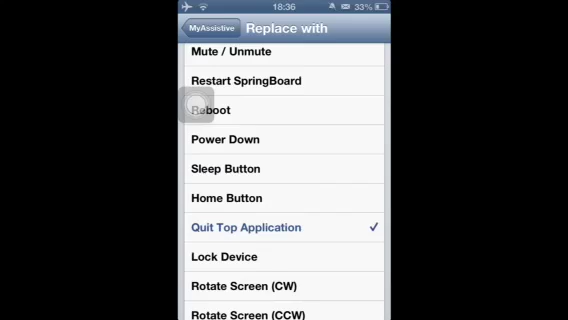 18:36
33%
MyAssistive
Replace with
Mute / Unmute
Restart SpringBoard
Reboot
Power Down
Sleep Button
Home Button
Quit Top Application
Lock Device
Rotate Screen (CW)
Rotate Screen (CCW)